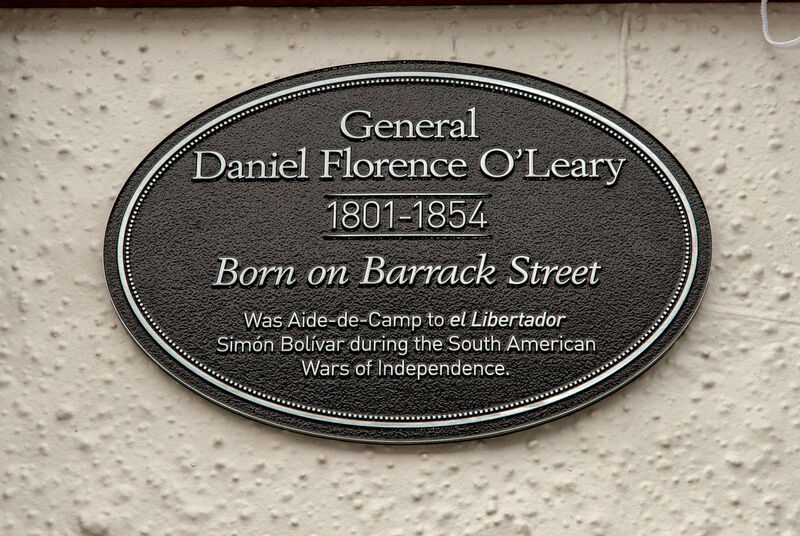 General
Daniel Florence O'Leary
1801-1854
Born on Barrack Street
Was Aide-de-Camp to el Libertador
Simón Bolívar during the South American
Wars of Independence.